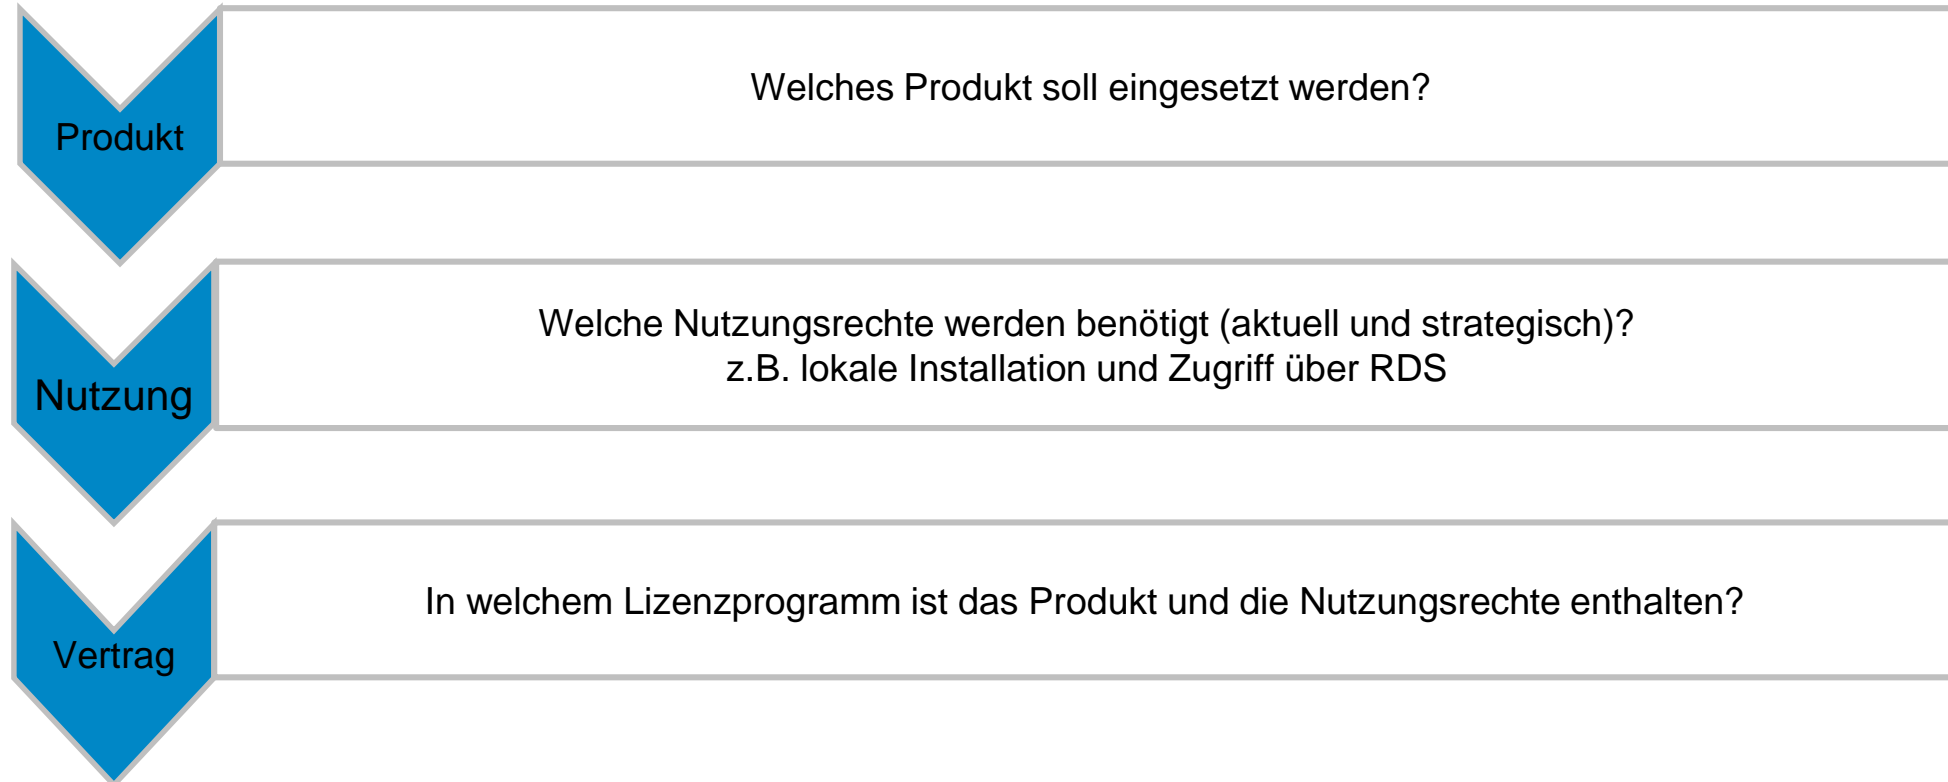 Produkt
Welches Produkt soll eingesetzt werden?
Nutzung
Welche Nutzungsrechte werden benötigt (aktuell und strategisch)?
z.B. lokale Installation und Zugriff über RDS
Vertrag
In welchem Lizenzprogramm ist das Produkt und die Nutzungsrechte enthalten?